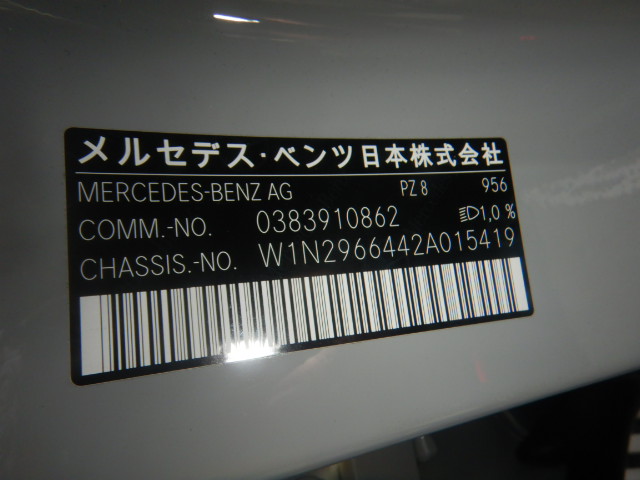 メルセデス・ベンツ日本株式会社
MERCEDES-BENZ AG PZ 8 956
COMM.-NO. 0383910862 1,0 %
CHASSIS.-NO. W1N2966442A015419